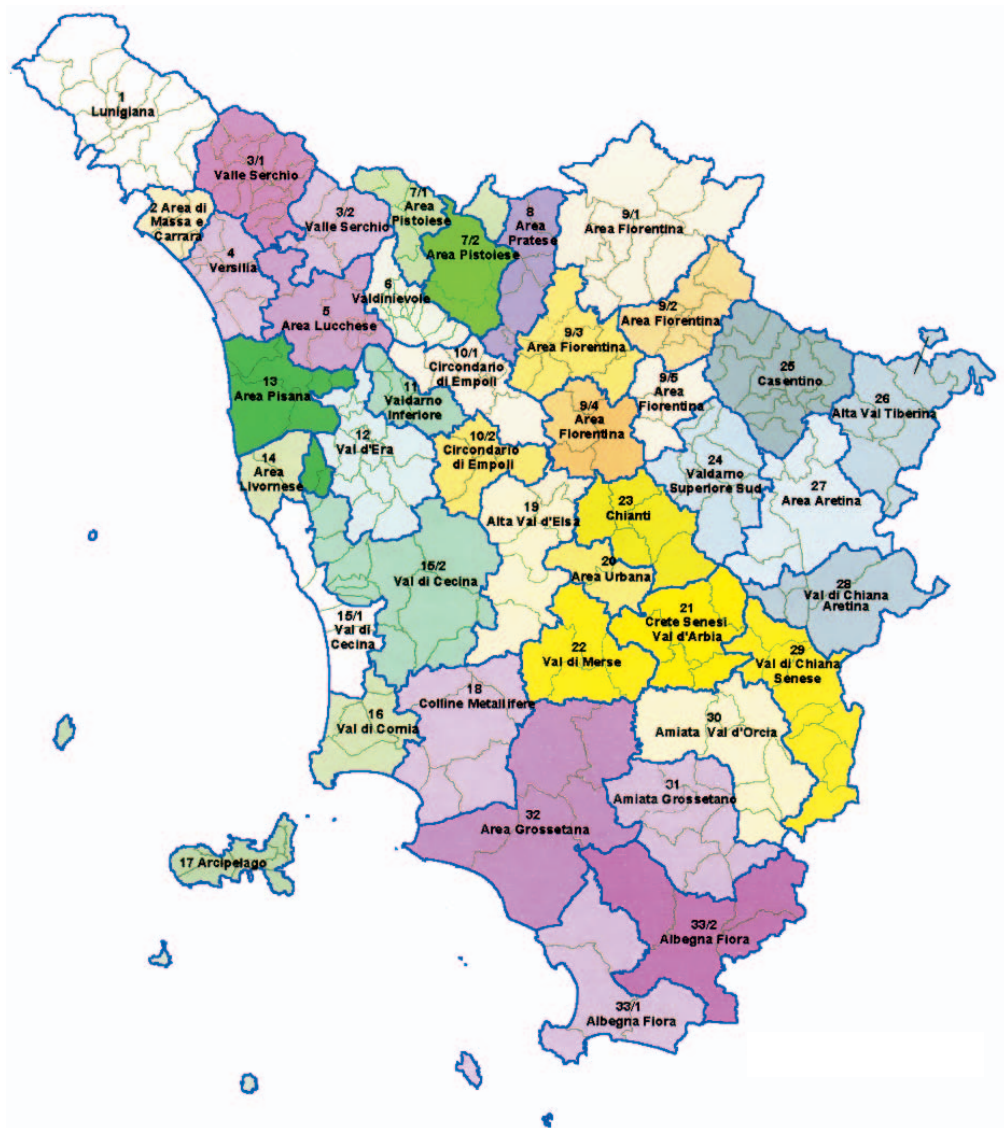 1
Lunigiana
3/1
Valle Serchio
2 Area di
Massa e
Carrara
3/2
Valle Serchio
4
Versilia
5
Area Lucchese
6
Valdinievole
7/1
Area
Pistoiese
7/2
Area Pistoiese
8
Area
Pratese
9/1
Area Fiorentina
9/2
Area Fiorentina
9/3
Area Fiorentina
9/4
Area
Fiorentina
9/5
Area
Fiorentina
10/1
Circondario
di Empoli
10/2
Circondario
di Empoli
11
Valdarno
Inferiore
12
Val d'Era
13
Area Pisana
14
Area
Livornese
15/1
Val di
Cecina
15/2
Val di Cecina
16
Val di Cornia
17 Arcipelago
18
Colline Metallifere
19
Alta Val d'Elsa
20
Area Urbana
21
Crete Senesi
Val d'Arbia
22
Val di Merse
23
Chianti
24
Valdarno
Superiore Sud
25
Casentino
26
Alta Val Tiberina
27
Area Aretina
28
Val di Chiana
Aretina
29
Val di Chiana
Senese
30
Amiata Val d'Orcia
31
Amiata Grossetano
32
Area Grossetana
33/1
Albegna Fiora
33/2
Albegna Fiora